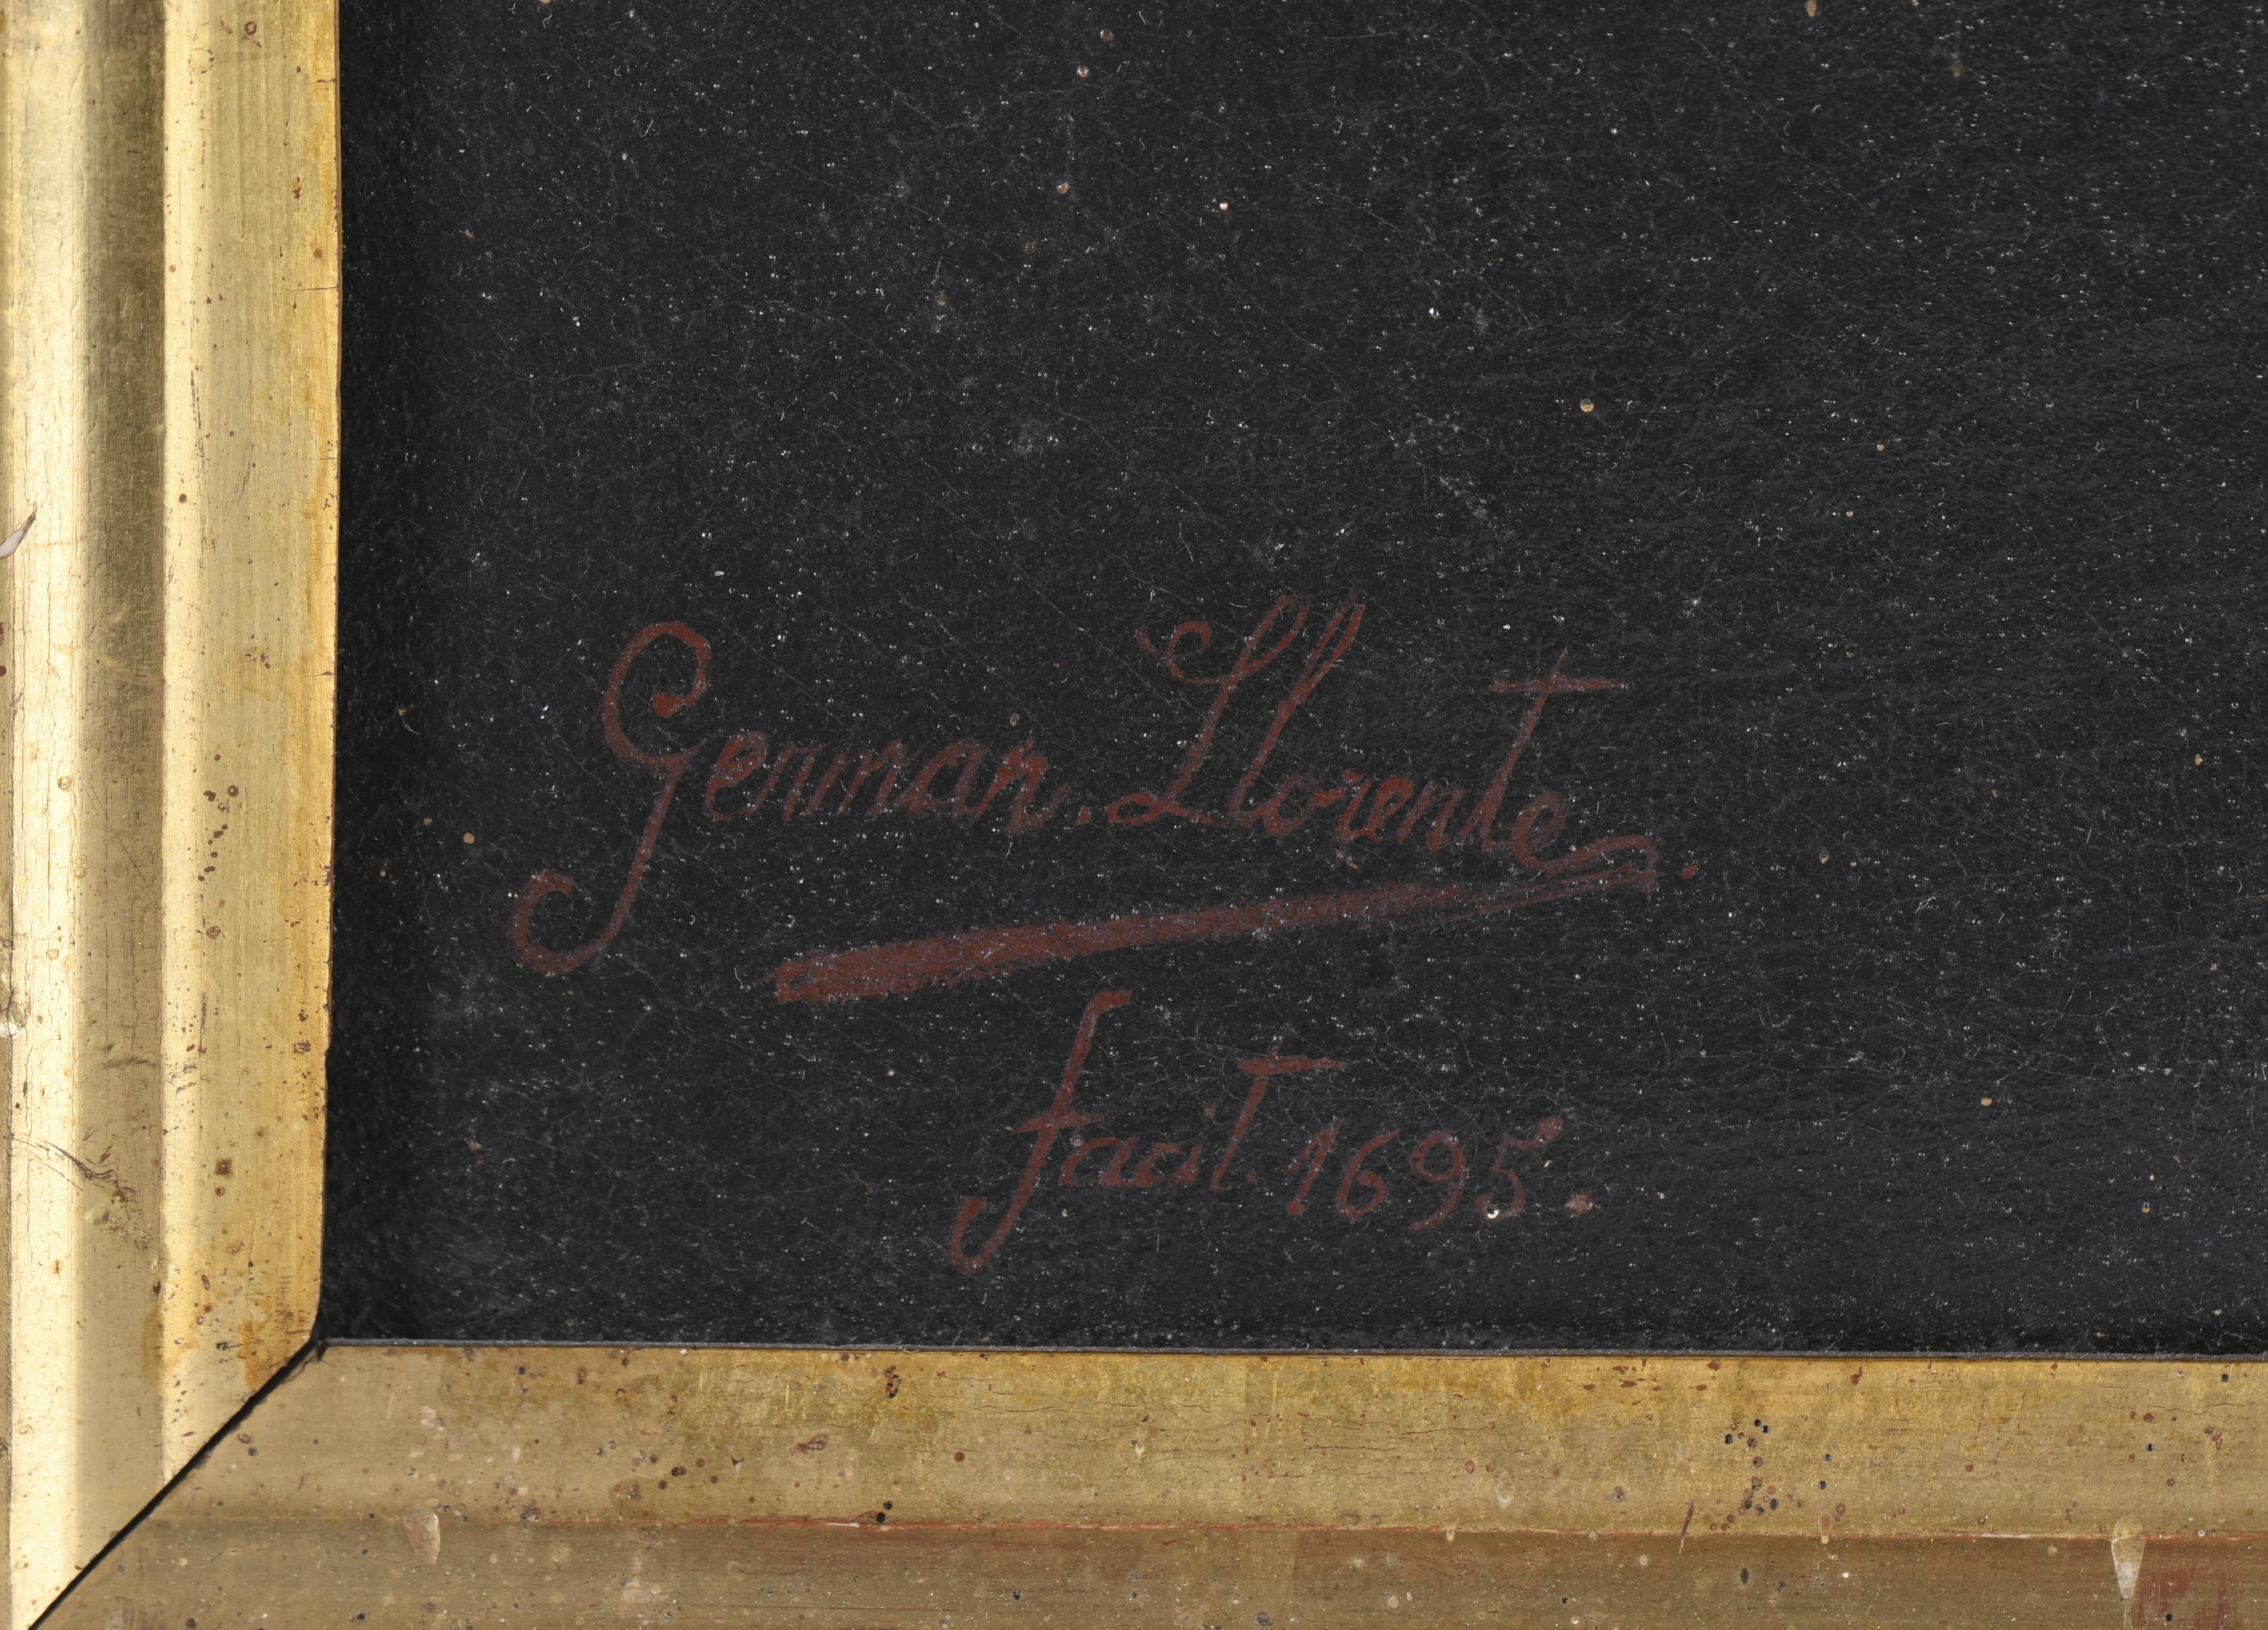 German. Llorente.
facit. 1695.